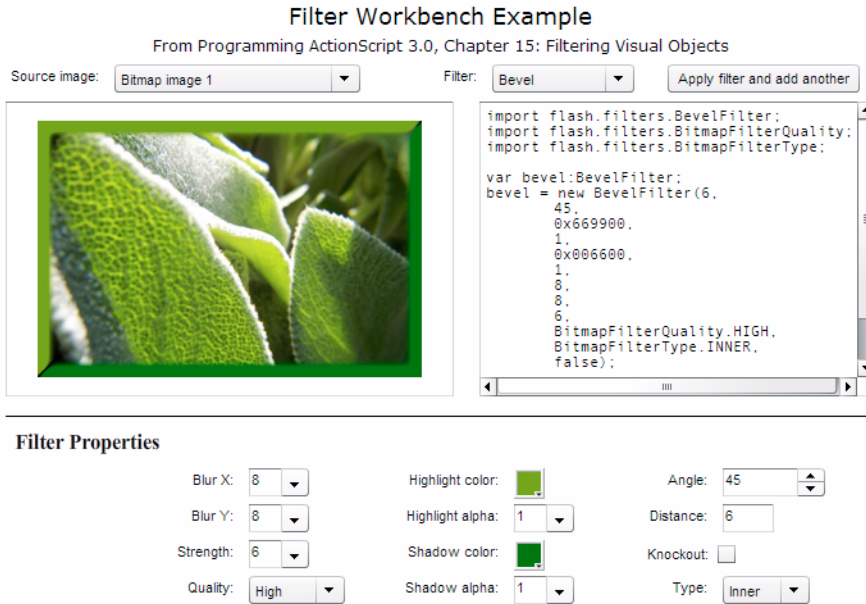 Filter Workbench Example
From Programming ActionScript 3.0, Chapter 15: Filtering Visual Objects
Source image: Bitmap image 1 Filter: Bevel Apply filter and add another
import flash.filters.BevelFilter;
import flash.filters.BitmapFilterQuality;
import flash.filters.BitmapFilterType;
var bevel:BevelFilter;
bevel = new BevelFilter(6,
45,
0x669900,
1,
0x006600,
1,
8,
8,
6,
BitmapFilterQuality.HIGH,
BitmapFilterType.INNER,
false);
Filter Properties
Blur X: 8 Highlight color: Angle: 45
Blur Y: 8 Highlight alpha: 1 Distance: 6
Strength: 6 Shadow color: Knockout:
Quality: High Shadow alpha: 1 Type: Inner